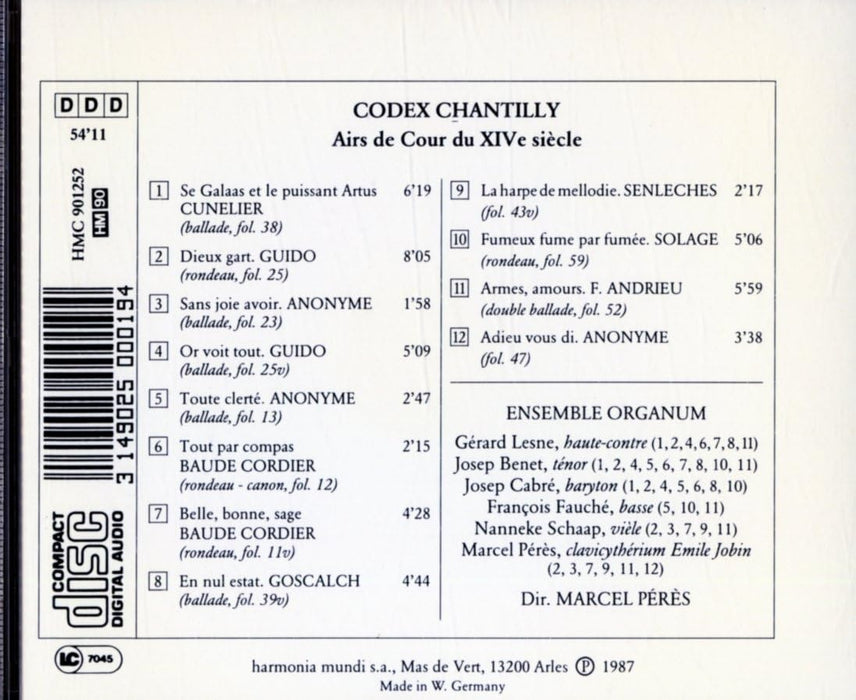 DDD
54'11
HMC 901252
HM 90
3 149025 000194
COMPACT
disc
DIGITAL AUDIO
CODEX CHANTILLY
Airs de Cour du XIVe siècle
1 Se Galaas et le puissant Artus 6'19
CUNELIER
(ballade, fol. 38)
2 Dieux gart. GUIDO 8'05
(rondeau, fol. 25)
3 Sans joie avoir. ANONYME 1'58
(ballade, fol. 23)
4 Or voit tout. GUIDO 5'09
(ballade, fol. 25v)
5 Toute clerté. ANONYME 2'47
(ballade, fol. 13)
6 Tout par compas 2'15
BAUDE CORDIER
(rondeau - canon, fol. 12)
7 Belle, bonne, sage 4'28
BAUDE CORDIER
(rondeau, fol. 11v)
8 En nul estat. GOSCALCH 4'44
(ballade, fol. 39v)
9 La harpe de mellodie. SENLECHES 2'17
(fol. 43v)
10 Fumeux fume par fumée. SOLAGE 5'06
(rondeau, fol. 59)
11 Armes, amours. F. ANDRIEU 5'59
(double ballade, fol. 52)
12 Adieu vous di. ANONYME 3'38
(fol. 47)
ENSEMBLE ORGANUM
Gérard Lesne, haute-contre (1,2,4,6,7,8,11)
Josep Benet, ténor (1, 2, 4, 5, 6, 7, 8, 10, 11)
Josep Cabré, baryton (1, 2, 4, 5, 6, 8, 10)
François Fauché, basse (5, 10, 11)
Nanneke Schaap, vièle (2, 3, 7, 9, 11)
Marcel Pérès, clavicythérium Emile Jobin
(2, 3, 7, 9, 11, 12)
Dir. MARCEL PÉRÈS
LC 7045
harmonia mundi s.a., Mas de Vert, 13200 Arles Ⓟ 1987
Made in W. Germany